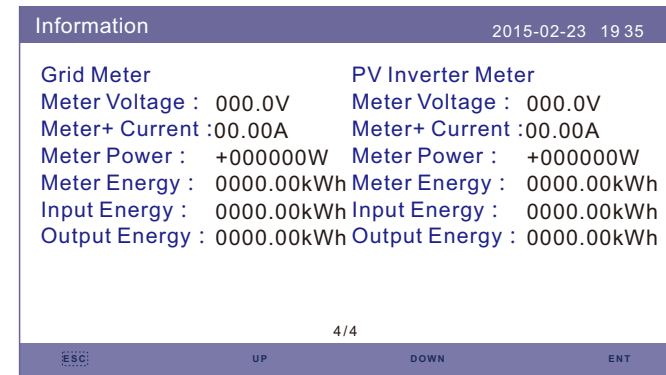 Information 2015-02-23 19 35
Grid Meter PV Inverter Meter
Meter Voltage : 000.0V Meter Voltage : 000.0V
Meter+ Current :00.00A Meter+ Current :00.00A
Meter Power : +000000W Meter Power : +000000W
Meter Energy : 0000.00kWh Meter Energy : 0000.00kWh
Input Energy : 0000.00kWh Input Energy : 0000.00kWh
Output Energy : 0000.00kWh Output Energy : 0000.00kWh
4/4
ESC UP DOWN ENT